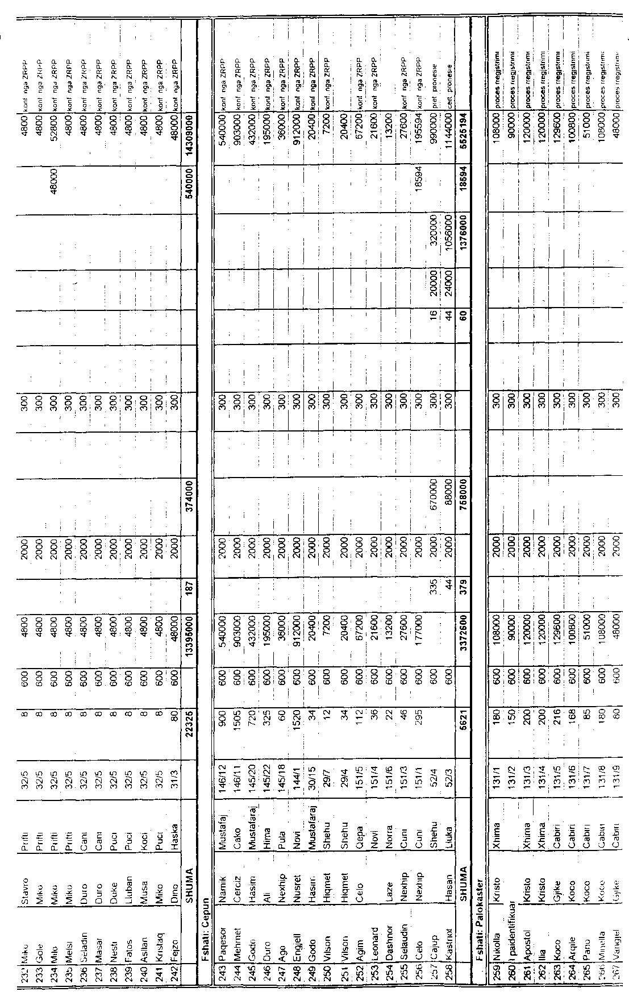 232 Miku Stavro Prifti 32/5 8 600 4800 2000 300 4800 konf nga ZRPP
233 Gole Miko Prifti 32/5 8 600 4800 2000 300 4800 konf nga ZRPP
234 Milo Miko Prifti 32/5 8 600 4800 2000 300 48000 52800 konf nga ZRPP
235 Melsi Miku Prifti 32/5 8 600 4800 2000 300 4800 konf nga ZRPP
236 Seladin Duro Cani 32/5 8 600 4800 2000 300 4800 konf nga ZRPP
237 Masar Duro Cani 32/5 8 600 4800 2000 300 4800 konf nga ZRPP
238 Nesti Duke Puci 32/5 8 600 4800 2000 300 4800 konf nga ZRPP
239 Fatos Lluban Puci 32/5 8 600 4800 2000 300 4800 konf nga ZRPP
240 Asllan Musa Koci 32/5 8 600 4800 2000 300 4800 konf nga ZRPP
241 Kristaq Miko Puci 32/5 8 600 4800 2000 300 4800 konf nga ZRPP
242 Fejzo Dino Haska 31/3 80 600 48000 2000 300 48000 konf nga ZRPP
SHUMA 22325 13395000 187 374000 540000 14309000
Fshati: Cepun
243 Paqesor Namik Mustafaj 146/12 900 600 540000 2000 300 540000 konf nga ZRPP
244 Mehmet Cerciz Cako 146/11 1505 600 903000 2000 300 903000 konf nga ZRPP
245 Godo Hasim Mustafaraj 145/20 720 600 432000 2000 300 432000 konf nga ZRPP
246 Duro Ali Hima 145/22 325 600 195000 2000 300 195000 konf nga ZRPP
247 Ago Nexhip Pula 145/18 60 600 36000 2000 300 36000 konf nga ZRPP
248 Engjell Nusret Novi 144/1 1520 600 912000 2000 300 912000 konf nga ZRPP
249 Godo Hasim Mustafaraj 30/15 34 600 20400 2000 300 20400 konf nga ZRPP
250 Vilson Hiqmet Shehu 29/7 12 600 7200 2000 300 7200 konf nga ZRPP
251 Vilson Hiqmet Shehu 29/4 34 600 20400 2000 300 20400
252 Agim Celo Qepa 151/5 112 600 67200 2000 300 67200 konf nga ZRPP
253 Leonard Novi 151/4 36 600 21600 2000 300 21600 konf nga ZRPP
254 Dashnor Laze Norra 151/6 22 600 13200 2000 300 13200
255 Selaudin Nexhip Cuni 151/3 46 600 27600 2000 300 27600 konf nga ZRPP
256 Celo Nexhip Cuni 151/1 295 600 177000 2000 300 18594 195594 konf nga ZRPP
257 Cajup Shehu 52/4 600 335 2000 670000 300 16 20000 320000 990000 pret pronesie
258 Kastriot Hasan Lluka 52/3 600 44 2000 88000 300 44 24000 1056000 1144000 cert pronesie
SHUMA 5621 3372600 379 758000 60 1376000 18594 5525194
Fshati: Palokaster
259 Nikolla Kristo Xhima 131/1 180 600 108000 2000 300 108000 proces rregjstrimi
260 I paidentifikuar 131/2 150 600 90000 2000 300 90000 proces rregjstrimi
261 Apostol Kristo Xhima 131/3 200 600 120000 2000 300 120000 proces rregjstrimi
262 Ilia Kristo Xhima 131/4 200 600 120000 2000 300 120000 proces rregjstrimi
263 Koco Gjike Cabiri 131/5 216 600 129600 2000 300 129600 proces rregjstrimi
264 Arqile Koco Cabiri 131/6 168 600 100800 2000 300 100800 proces rregjstrimi
265 Pano Koco Cabiri 131/7 85 600 51000 2000 300 51000 proces rregjstrimi
266 Minella Koco Cabiri 131/8 180 600 108000 2000 300 108000 proces rregjstrimi
267 Vangjel Gjike Cabiri 131/9 80 600 48000 2000 300 48000 proces rregjstrimi